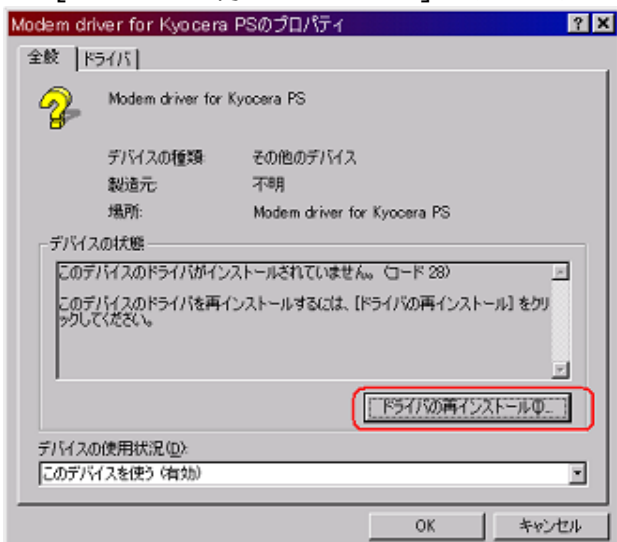 Modem driver for Kyocera PSのプロパティ
全般 ドライバ
Modem driver for Kyocera PS
デバイスの種類: その他のデバイス
製造元: 不明
場所: Modem driver for Kyocera PS
デバイスの状態
このデバイスのドライバがインストールされていません。 (コード 28)
このデバイスのドライバを再インストールするには、[ドライバの再インストール] をクリ
ックしてください。
ドライバの再インストール(I)...
デバイスの使用状況(D):
このデバイスを使う (有効)
OK キャンセル